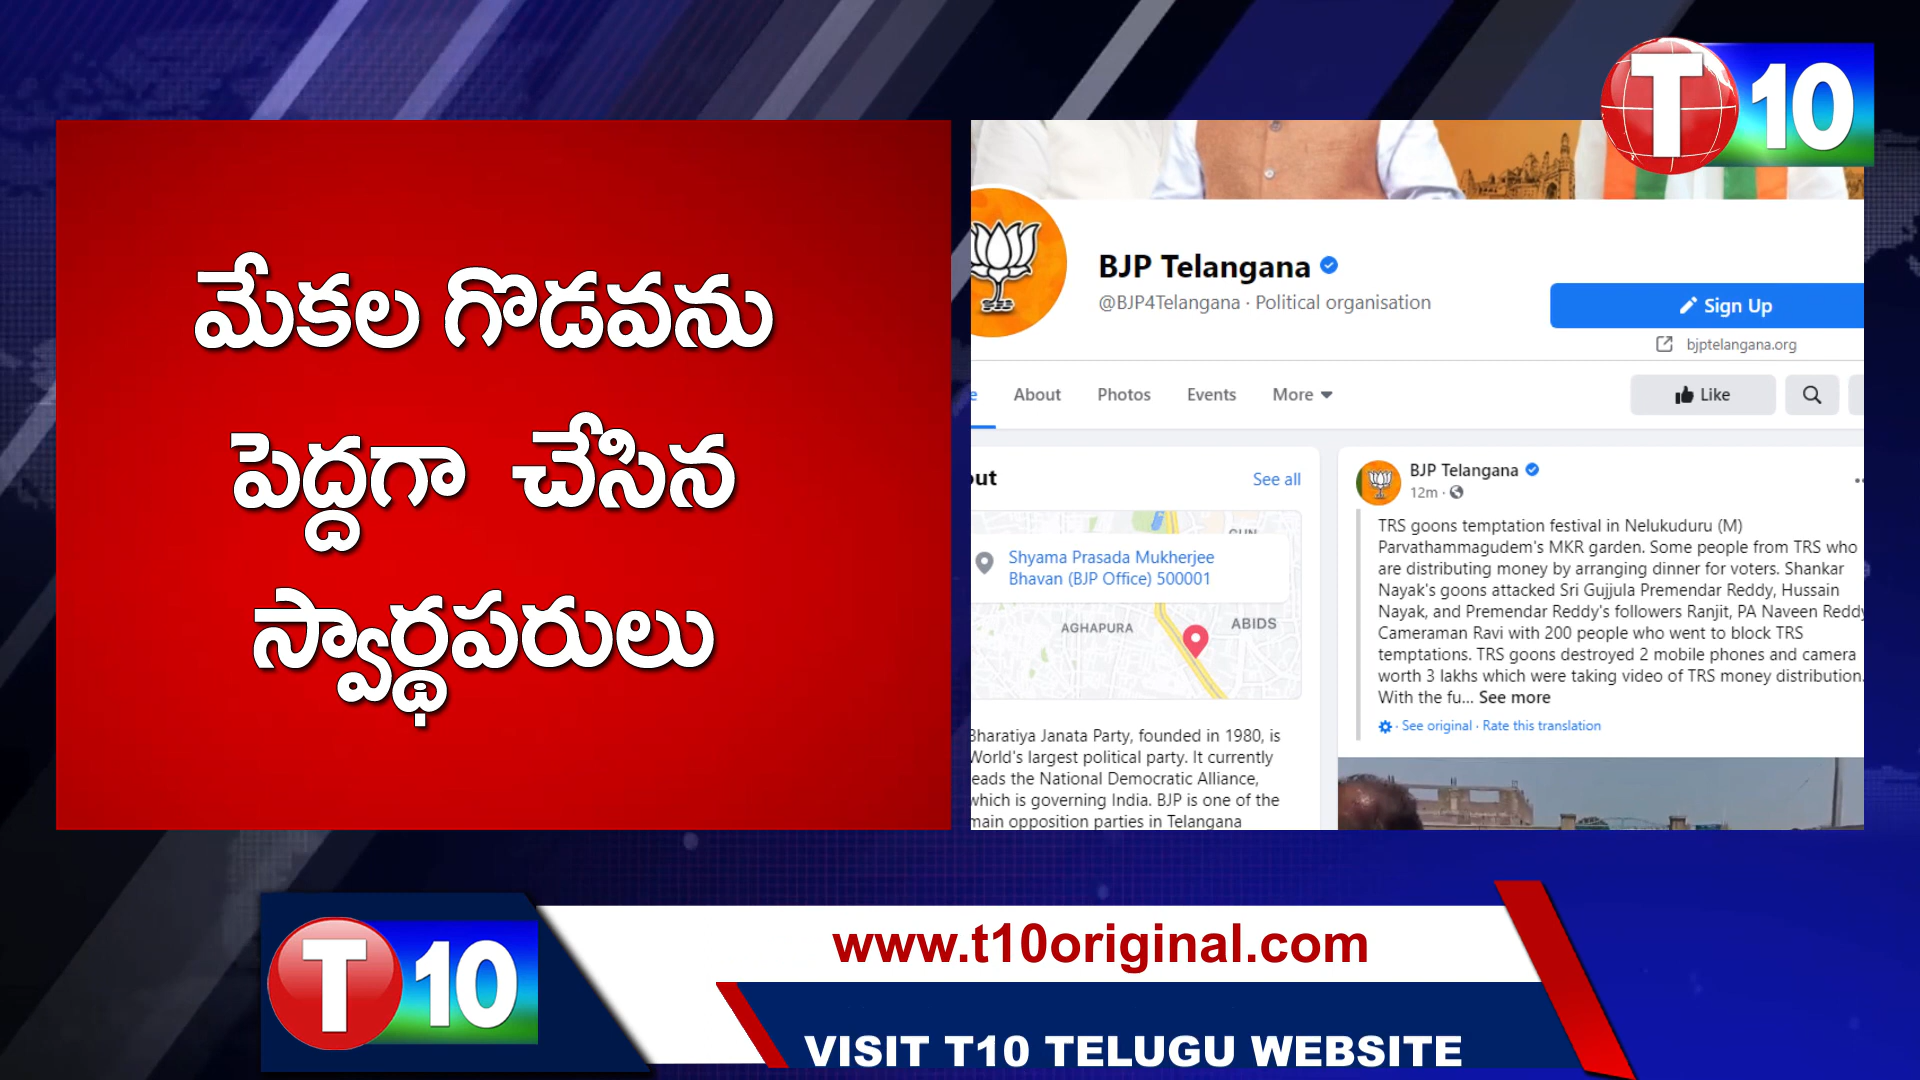 T 10
మేకల గొడవను
పెద్దగా చేసిన
స్వార్థపరులు
BJP Telangana
@BJP4Telangana · Political organisation
Sign Up
bjptelangana.org
About Photos Events More
Like
See all
GUN
Shyama Prasada Mukherjee
Bhavan (BJP Office) 500001
AGHAPURA
ABIDS
Bharatiya Janata Party, founded in 1980, is
World's largest political party. It currently
leads the National Democratic Alliance,
which is governing India. BJP is one of the
main opposition parties in Telangana
BJP Telangana
12m ·
TRS goons temptation festival in Nelukuduru (M)
Parvathammagudem's MKR garden. Some people from TRS who
are distributing money by arranging dinner for voters. Shankar
Nayak's goons attacked Sri Gujjula Premendar Reddy, Hussain
Nayak, and Premendar Reddy's followers Ranjit, PA Naveen Reddy
Cameraman Ravi with 200 people who went to block TRS
temptations. TRS goons destroyed 2 mobile phones and camera
worth 3 lakhs which were taking video of TRS money distribution.
With the fu... See more
· See original · Rate this translation
T 10
www.t10original.com
VISIT T10 TELUGU WEBSITE